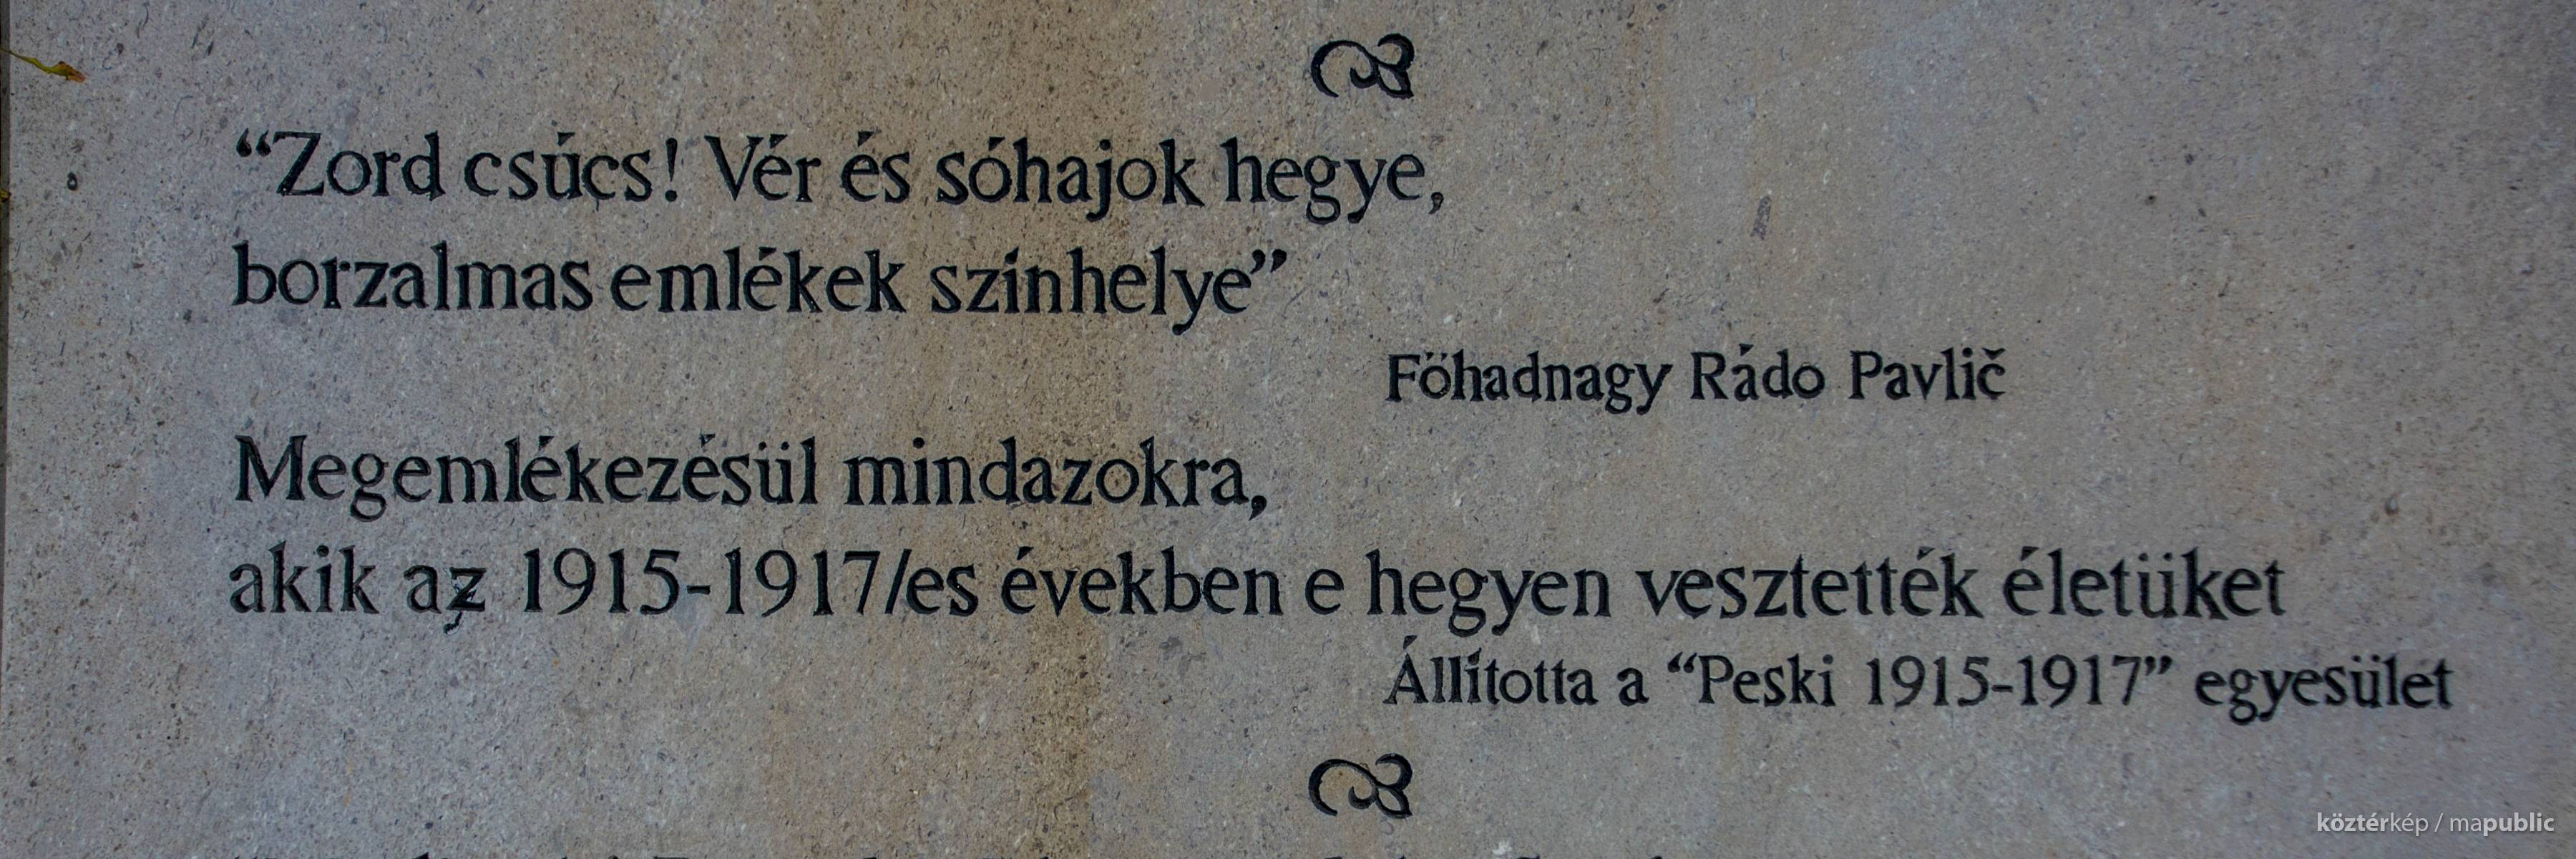 “Zord csúcs! Vér és sóhajok hegye,
borzalmas emlékek szinhelye”
Föhadnagy Rádo Pavlič
Megemlékezésül mindazokra,
akik az 1915-1917/es években e hegyen vesztették életüket
Állitotta a “Peski 1915-1917” egyesület
köztérkép / mapublic